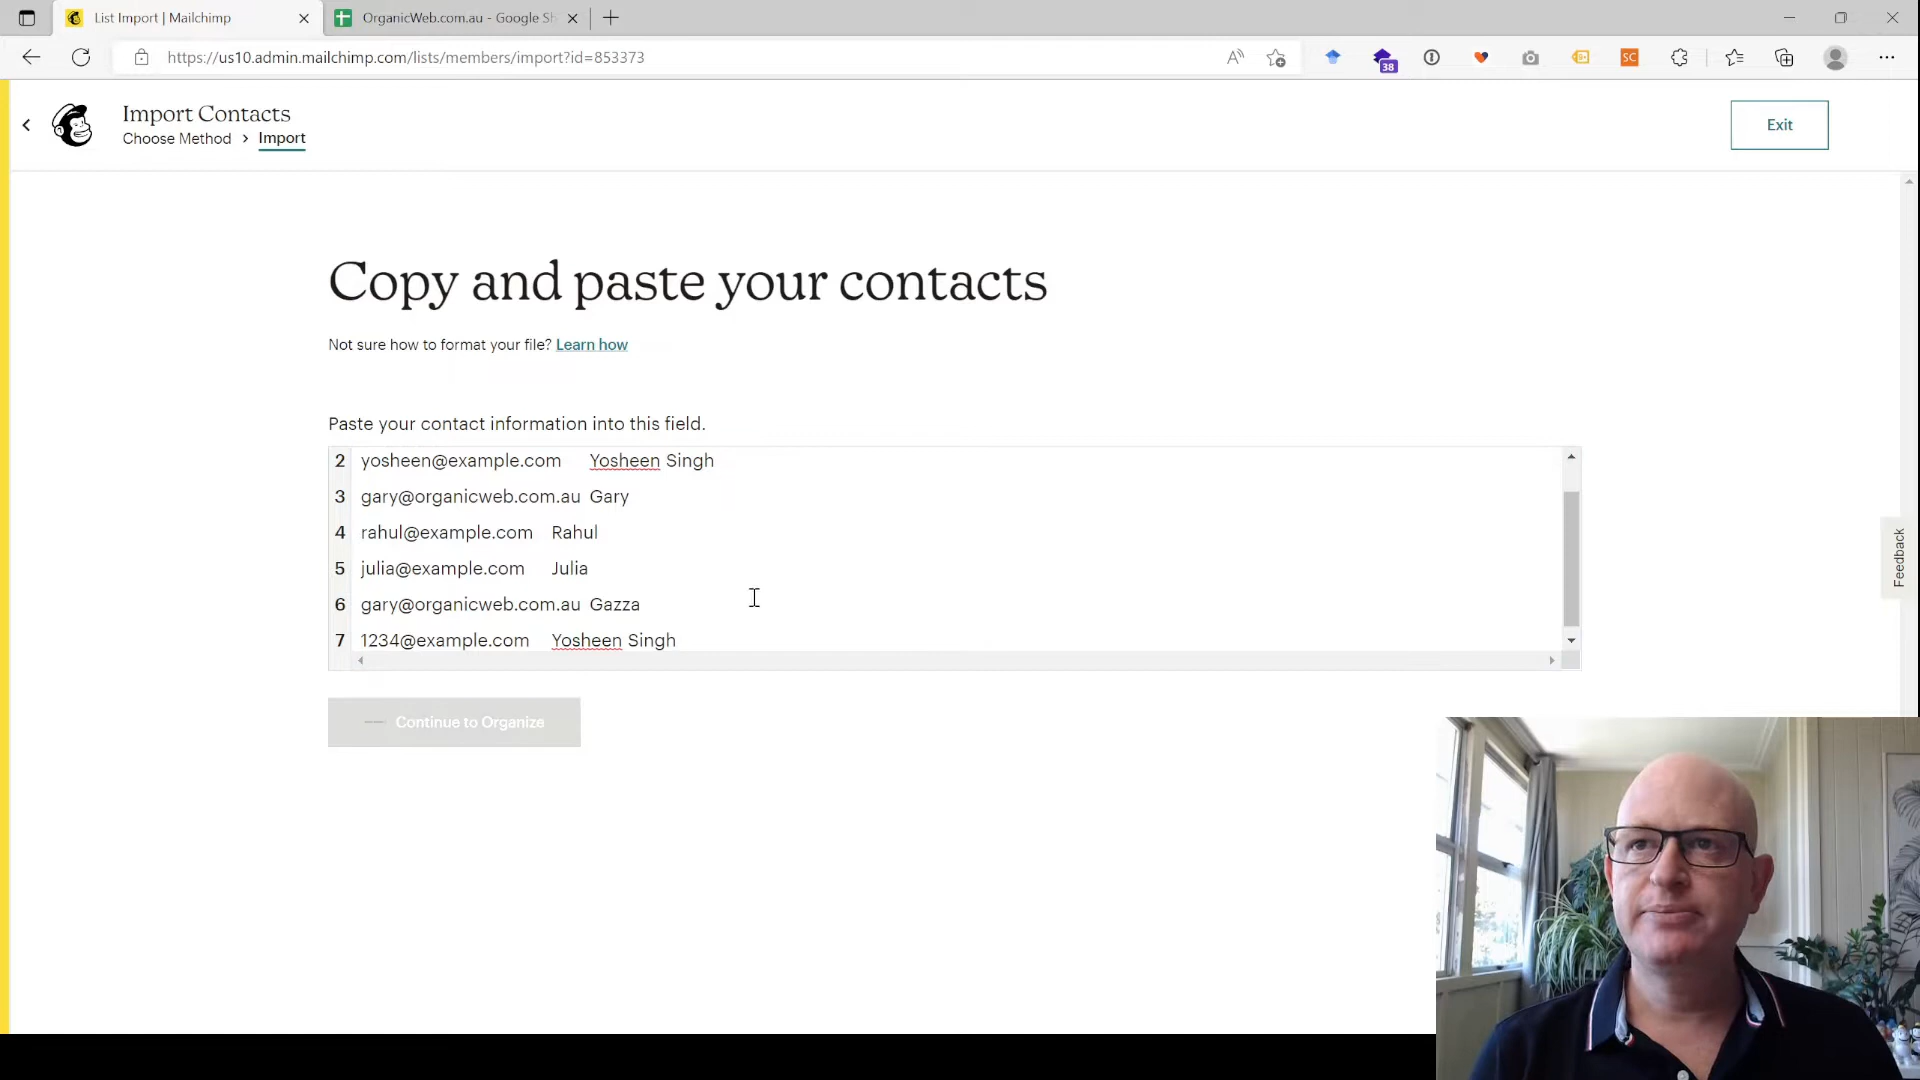 List Import | Mailchimp
OrganicWeb.com.au - Google Sh
https://us10.admin.mailchimp.com/lists/members/import?id=853373
38
SC
Import Contacts
Choose Method > Import
Exit
Copy and paste your contacts
Not sure how to format your file? Learn how
Paste your contact information into this field.
2 yosheen@example.com Yosheen Singh
3 gary@organicweb.com.au Gary
4 rahul@example.com Rahul
5 julia@example.com Julia
6 gary@organicweb.com.au Gazza
7 1234@example.com Yosheen Singh
Continue to Organize
Feedback